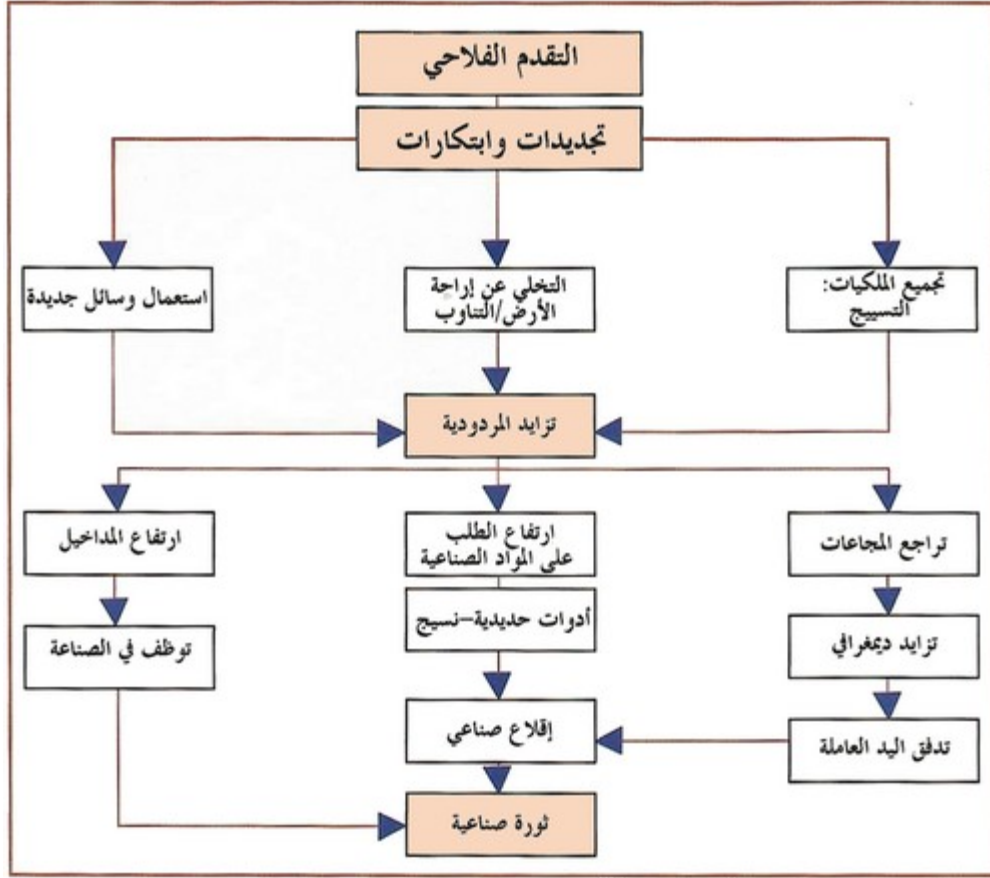 التقدم الفلاحي
تجديدات وابتكارات
تجميع الملكيات:
التسييج
التخلي عن إراحة
الأرض/التناوب
استعمال وسائل جديدة
تزايد المردودية
تراجع المجاعات
ارتفاع الطلب
على المواد الصناعية
ارتفاع المداخيل
أدوات حديدية–نسيج
تزايد ديمغرافي
توظف في الصناعة
إقلاع صناعي
تدفق اليد العاملة
ثورة صناعية